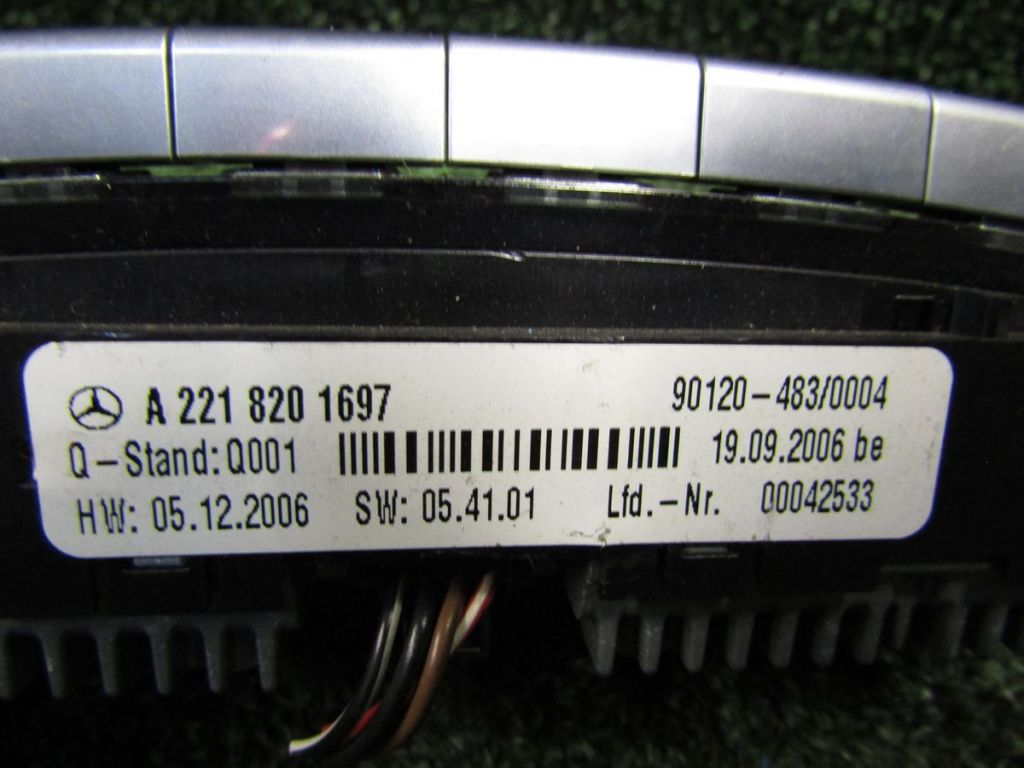 A 221 820 1697 90120-483/0004
Q-Stand: Q001 19.09.2006 be
HW: 05.12.2006 SW: 05.41.01 Lfd.-Nr. 00042533